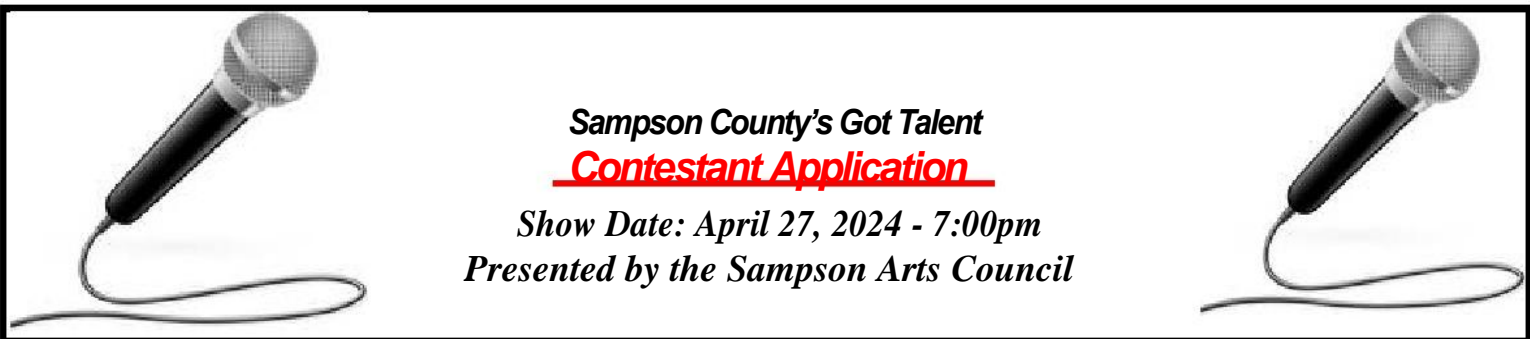 Sampson County’s Got Talent
Contestant Application
Show Date: April 27, 2024 - 7:00pm
Presented by the Sampson Arts Council